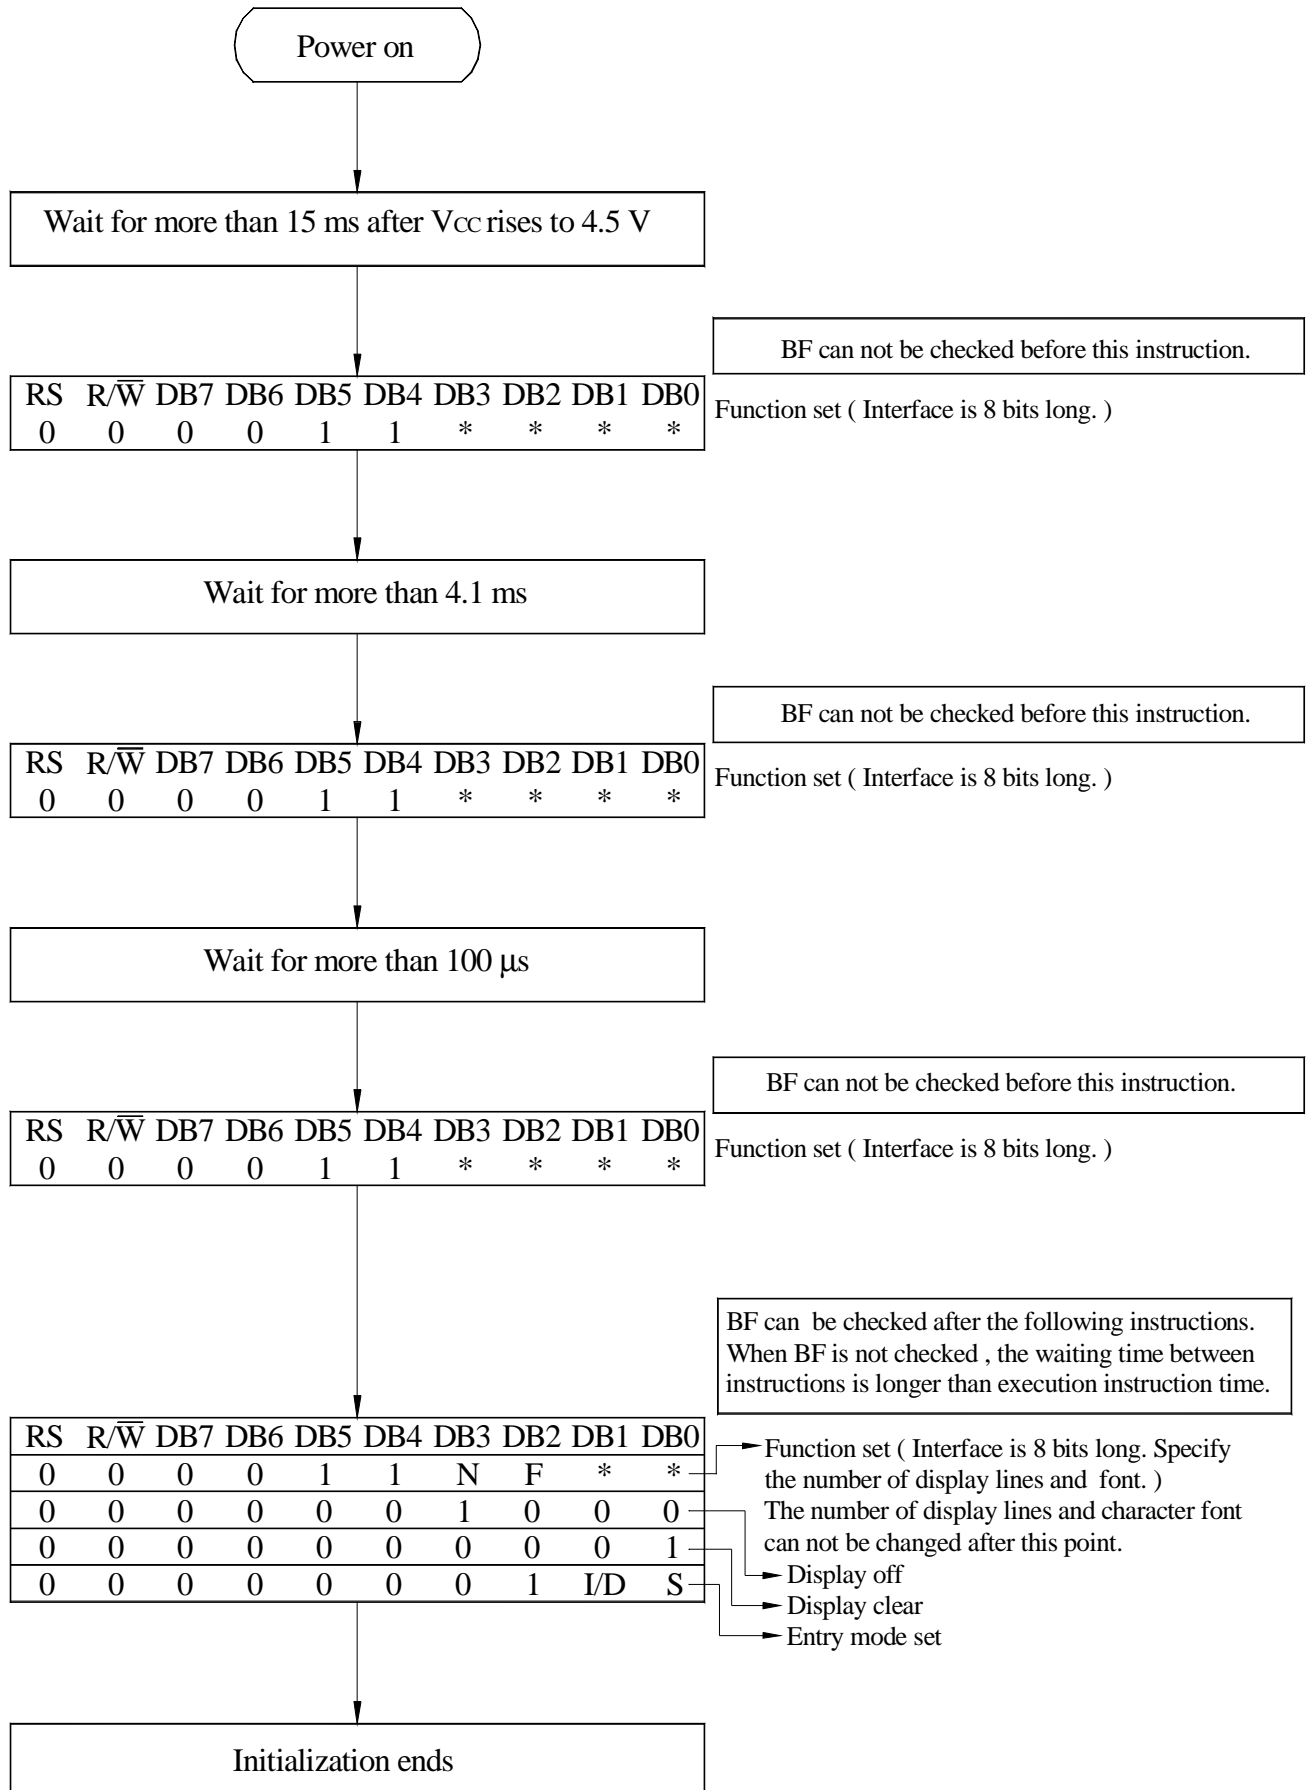 Power on
Wait for more than 15 ms after VCC rises to 4.5 V
BF can not be checked before this instruction.
RS R/W̅ DB7 DB6 DB5 DB4 DB3 DB2 DB1 DB0
0 0 0 0 1 1 * * * *
Function set ( Interface is 8 bits long. )
Wait for more than 4.1 ms
BF can not be checked before this instruction.
RS R/W̅ DB7 DB6 DB5 DB4 DB3 DB2 DB1 DB0
0 0 0 0 1 1 * * * *
Function set ( Interface is 8 bits long. )
Wait for more than 100 μs
BF can not be checked before this instruction.
RS R/W̅ DB7 DB6 DB5 DB4 DB3 DB2 DB1 DB0
0 0 0 0 1 1 * * * *
Function set ( Interface is 8 bits long. )
BF can be checked after the following instructions.
When BF is not checked , the waiting time between
instructions is longer than execution instruction time.
RS R/W̅ DB7 DB6 DB5 DB4 DB3 DB2 DB1 DB0
0 0 0 0 1 1 N F * *
0 0 0 0 0 0 1 0 0 0
0 0 0 0 0 0 0 0 0 1
0 0 0 0 0 0 0 1 I/D S
Function set ( Interface is 8 bits long. Specify
the number of display lines and font. )
The number of display lines and character font
can not be changed after this point.
Display off
Display clear
Entry mode set
Initialization ends